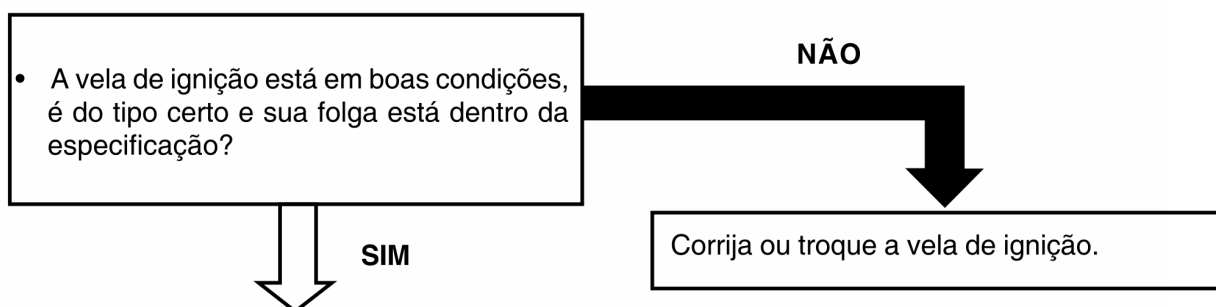 NÃO
• A vela de ignição está em boas condições,
é do tipo certo e sua folga está dentro da
especificação?
SIM
Corrija ou troque a vela de ignição.